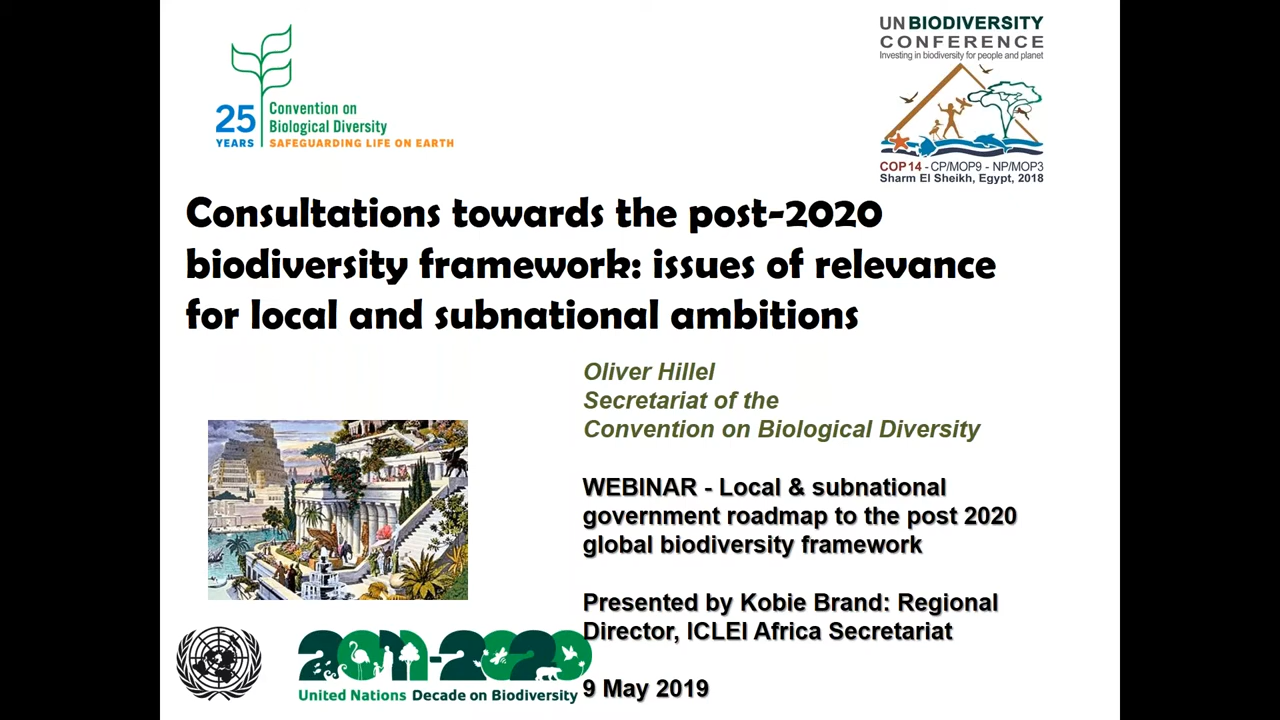 25
YEARS
Convention on
Biological Diversity
SAFEGUARDING LIFE ON EARTH
UN BIODIVERSITY
CONFERENCE
Investing in biodiversity for people and planet
COP 14 - CP/MOP9 - NP/MOP3
Sharm El Sheikh, Egypt, 2018
Consultations towards the post-2020
biodiversity framework: issues of relevance
for local and subnational ambitions
Oliver Hillel
Secretariat of the
Convention on Biological Diversity
WEBINAR - Local & subnational
government roadmap to the post 2020
global biodiversity framework
Presented by Kobie Brand: Regional
Director, ICLEI Africa Secretariat
9 May 2019
2011-2020
United Nations Decade on Biodiversity